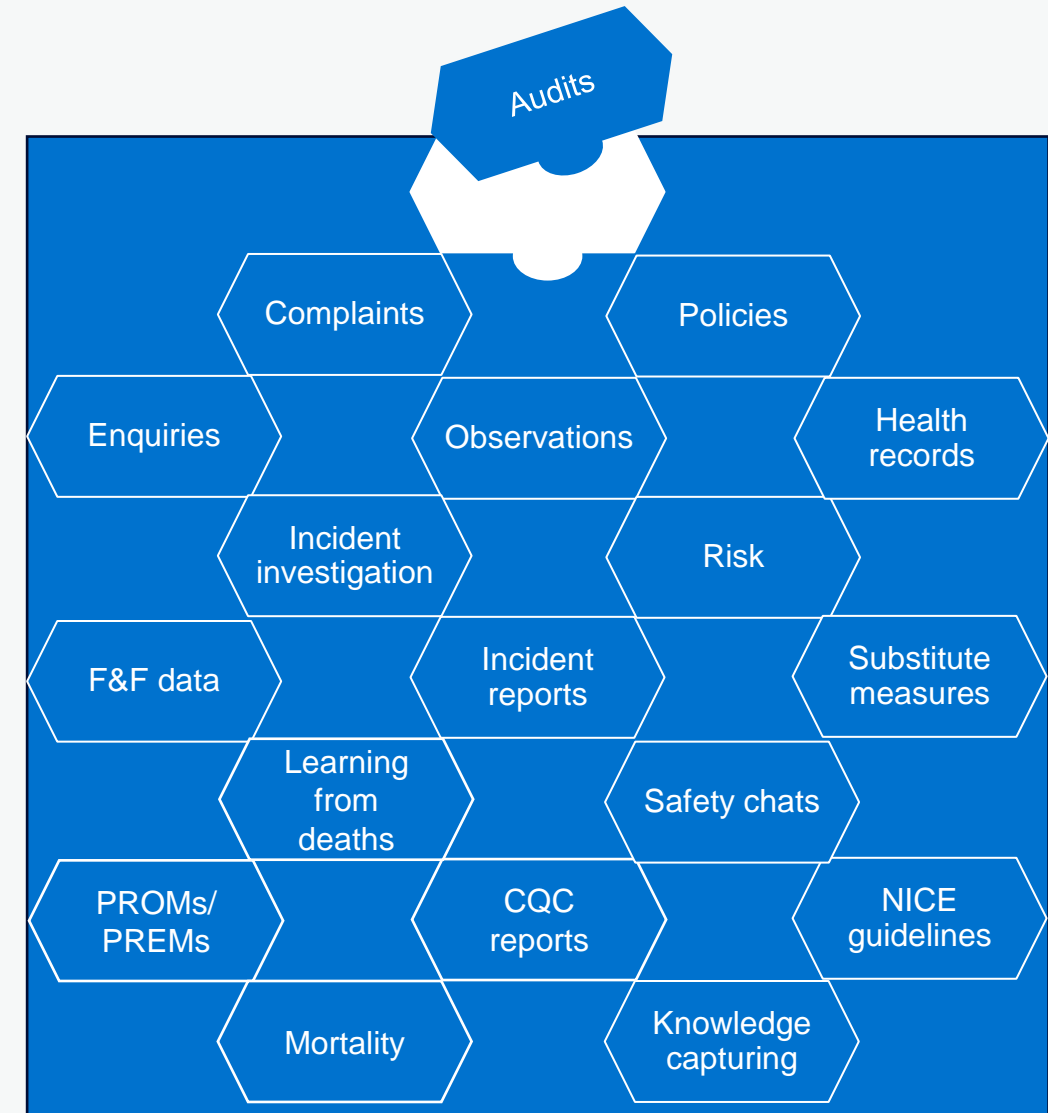 Audits
Complaints
Policies
Enquiries
Observations
Health
records
Incident
investigation
Risk
F&F data
Incident
reports
Substitute
measures
Learning
from
deaths
Safety chats
PROMs/
PREMs
CQC
reports
NICE
guidelines
Mortality
Knowledge
capturing